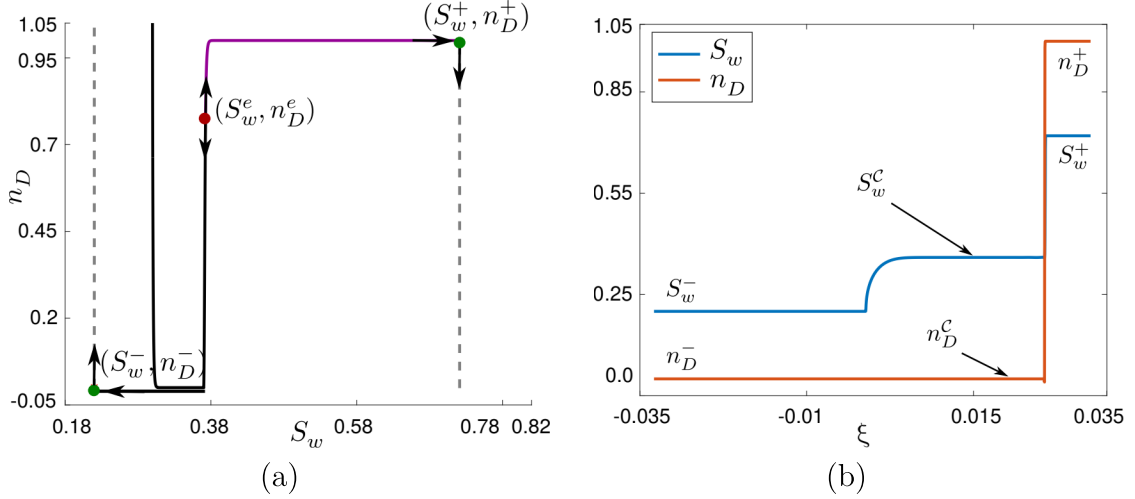 1.05
0.95
0.7
0.45
0.2
-0.05
n_D
0.18
0.38
0.58
0.78
0.82
S_w
(S_w^+, n_D^+)
(S_w^e, n_D^e)
(S_w^-, n_D^-)
(a)
1.05
0.85
0.55
0.25
0.0
-0.035
-0.01
0.015
0.035
ξ
S_w
n_D
n_D^+
S_w^+
S_w^C
S_w^-
n_D^C
n_D^-
(b)